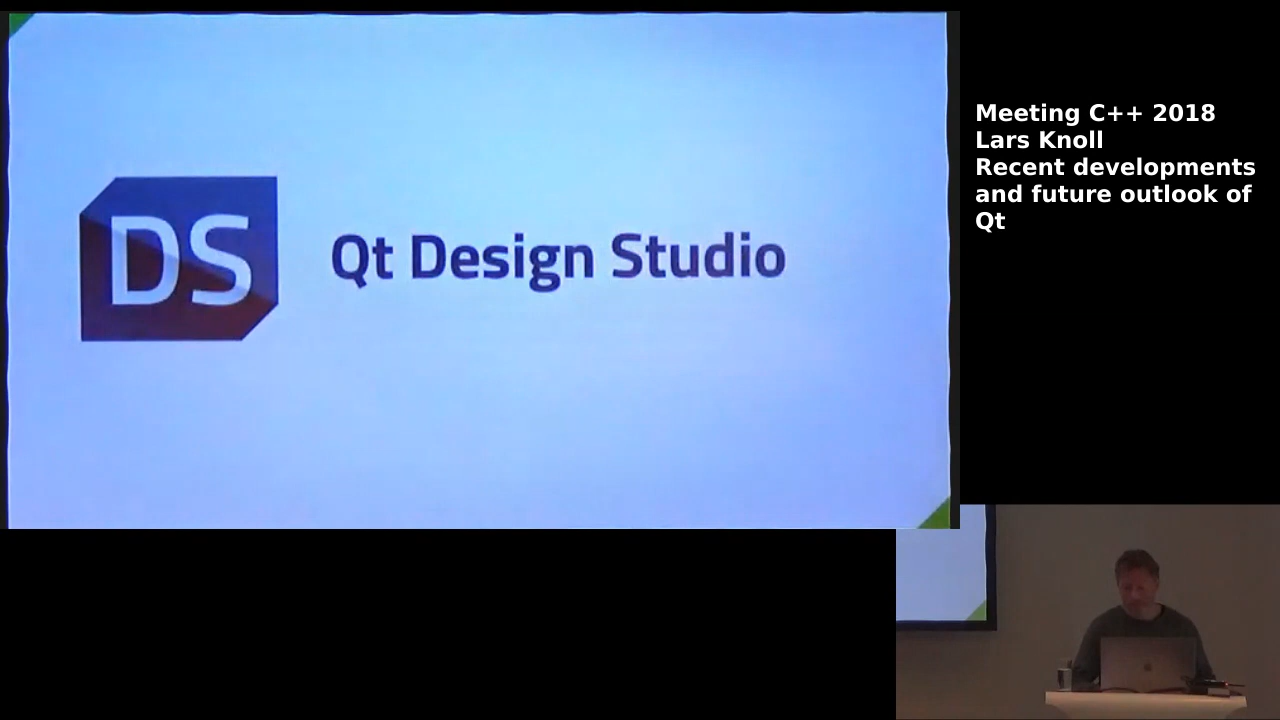 DS Qt Design Studio
Meeting C++ 2018
Lars Knoll
Recent developments
and future outlook of
Qt